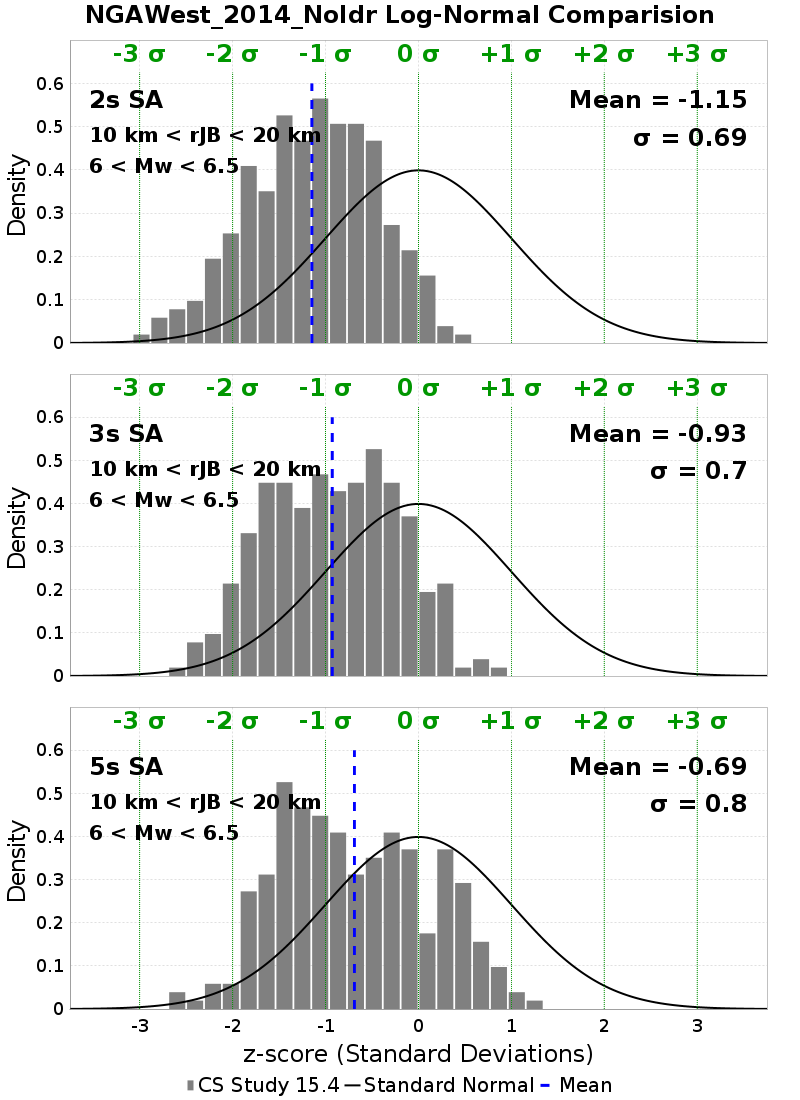 NGAWest_2014_NoIdr Log-Normal Comparision
-3 σ -2 σ -1 σ 0 σ +1 σ +2 σ +3 σ
2s SA
Mean = -1.15
10 km < rJB < 20 km
σ = 0.69
6 < Mw < 6.5
Density
0.6
0.5
0.4
0.3
0.2
0.1
0
-3 σ -2 σ -1 σ 0 σ +1 σ +2 σ +3 σ
3s SA
Mean = -0.93
10 km < rJB < 20 km
σ = 0.7
6 < Mw < 6.5
Density
0.6
0.5
0.4
0.3
0.2
0.1
0
-3 σ -2 σ -1 σ 0 σ +1 σ +2 σ +3 σ
5s SA
Mean = -0.69
10 km < rJB < 20 km
σ = 0.8
6 < Mw < 6.5
Density
0.6
0.5
0.4
0.3
0.2
0.1
0
-3 -2 -1 0 1 2 3
z-score (Standard Deviations)
CS Study 15.4 Standard Normal Mean